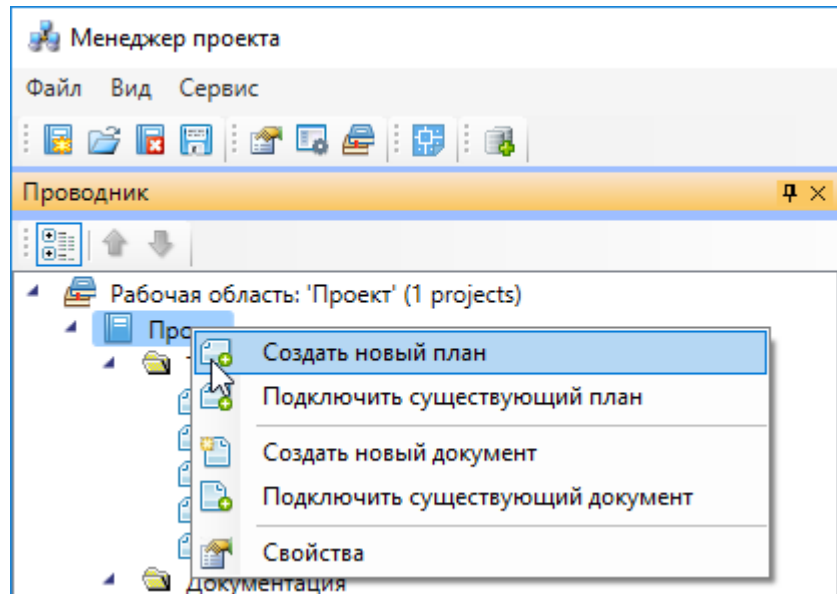 Менеджер проекта
Файл Вид Сервис
Проводник
Рабочая область: 'Проект' (1 projects)
Создать новый план
Подключить существующий план
Создать новый документ
Подключить существующий документ
Свойства
Документация